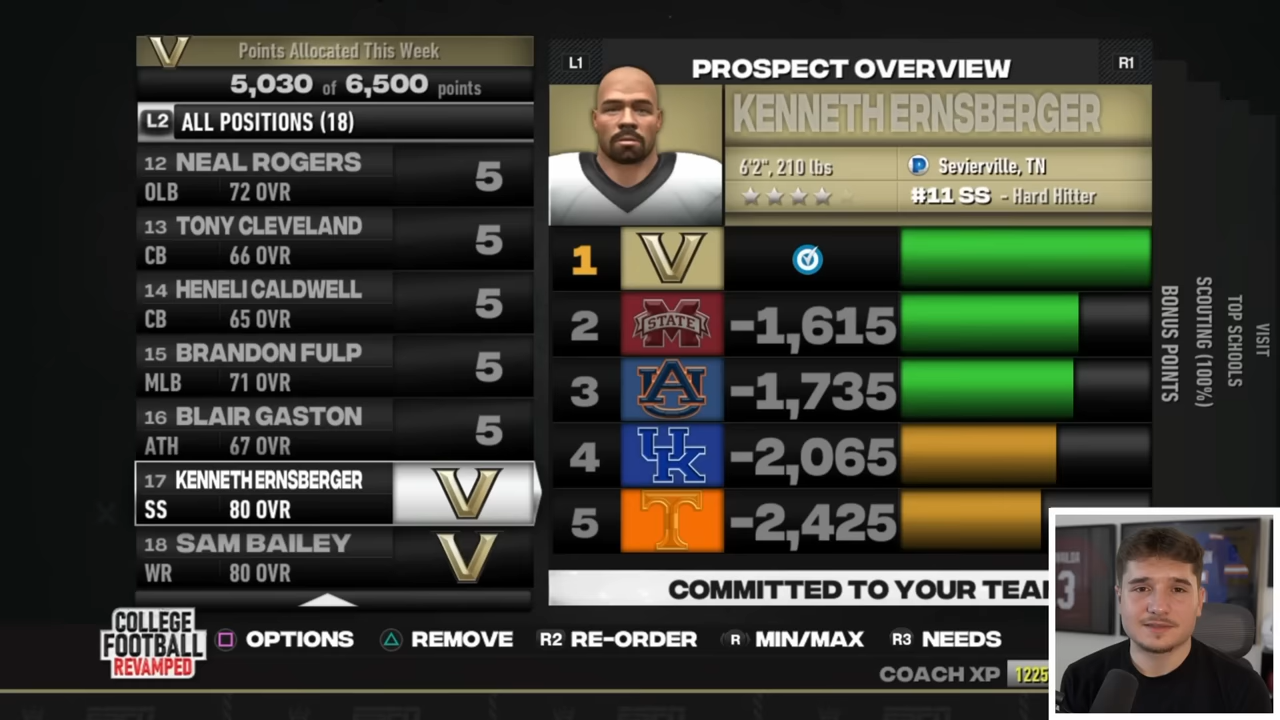 Points Allocated This Week
5,030 of 6,500 points
L2 ALL POSITIONS (18)
12 NEAL ROGERS
OLB 72 OVR
5
13 TONY CLEVELAND
CB 66 OVR
5
14 HENELI CALDWELL
CB 65 OVR
5
15 BRANDON FULP
MLB 71 OVR
5
16 BLAIR GASTON
ATH 67 OVR
5
17 KENNETH ERNSBERGER
SS 80 OVR
V
18 SAM BAILEY
WR 80 OVR
V
L1 PROSPECT OVERVIEW R1
KENNETH ERNSBERGER
6'2", 210 lbs
Sevierville, TN
#11 SS - Hard Hitter
1 V
2 M STATE -1,615
3 AU -1,735
4 UK -2,065
5 T -2,425
BONUS POINTS
SCOUTING (100%)
TOP SCHOOLS
VISIT
COMMITTED TO YOUR TEA
COLLEGE
FOOTBALL
REVAMPED
OPTIONS REMOVE R2 RE-ORDER R MIN/MAX R3 NEEDS
COACH XP 1225
3